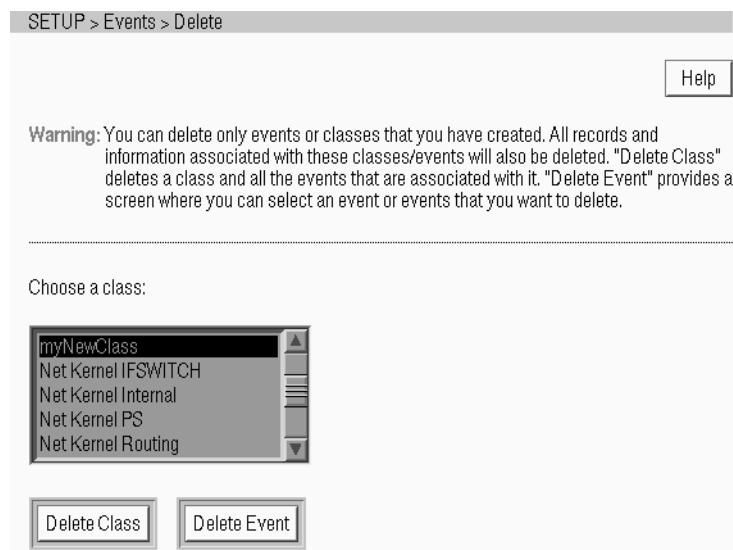 SETUP > Events > Delete
Help
Warning: You can delete only events or classes that you have created. All records and
information associated with these classes/events will also be deleted. "Delete Class"
deletes a class and all the events that are associated with it. "Delete Event" provides a
screen where you can select an event or events that you want to delete.
Choose a class:
myNewClass
Net Kernel IFSWITCH
Net Kernel Internal
Net Kernel PS
Net Kernel Routing
Delete Class
Delete Event